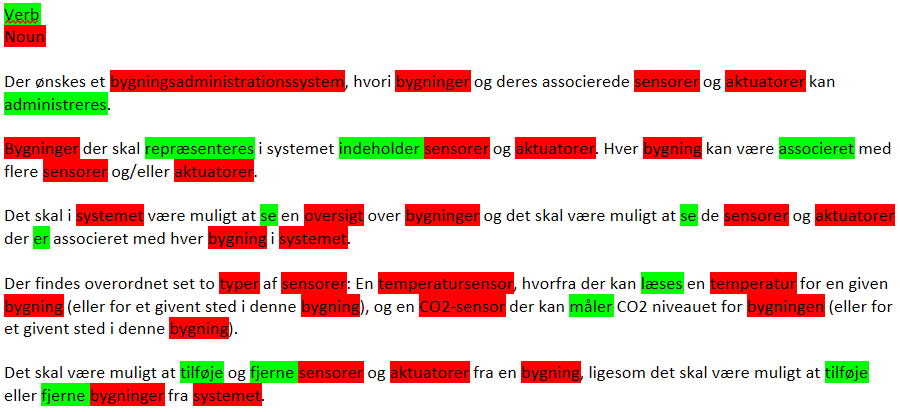 Verb
Noun
Der ønskes et bygningsadministrationssystem, hvori bygninger og deres associerede sensorer og aktuatorer kan
administreres.
Bygninger der skal repræsenteres i systemet indeholder sensorer og aktuatorer. Hver bygning kan være associeret med
flere sensorer og/eller aktuatorer.
Det skal i systemet være muligt at se en oversigt over bygninger og det skal være muligt at se de sensorer og aktuatorer
der er associeret med hver bygning i systemet.
Der findes overordnet set to typer af sensorer: En temperatursensor, hvorfra der kan læses en temperatur for en given
bygning (eller for et givent sted i denne bygning), og en CO2-sensor der kan måler CO2 niveauet for bygningen (eller for
et givent sted i denne bygning).
Det skal være muligt at tilføje og fjerne sensorer og aktuatorer fra en bygning, ligesom det skal være muligt at tilføje
eller fjerne bygninger fra systemet.